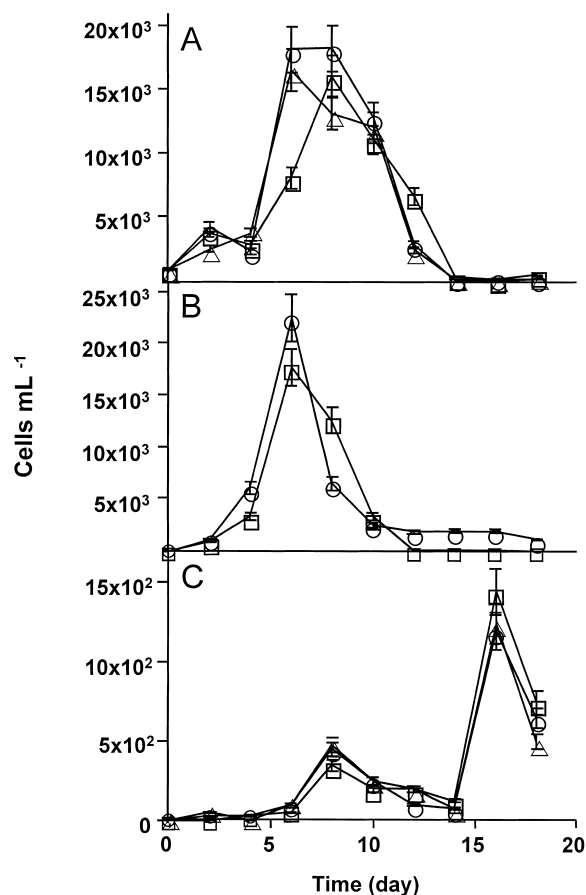 20x10³
A
15x10³
10x10³
5x10³
25x10³
B
20x10³
15x10³
10x10³
5x10³
Cells mL ⁻¹
C
15x10²
10x10²
5x10²
0
0 5 10 15 20
Time (day)